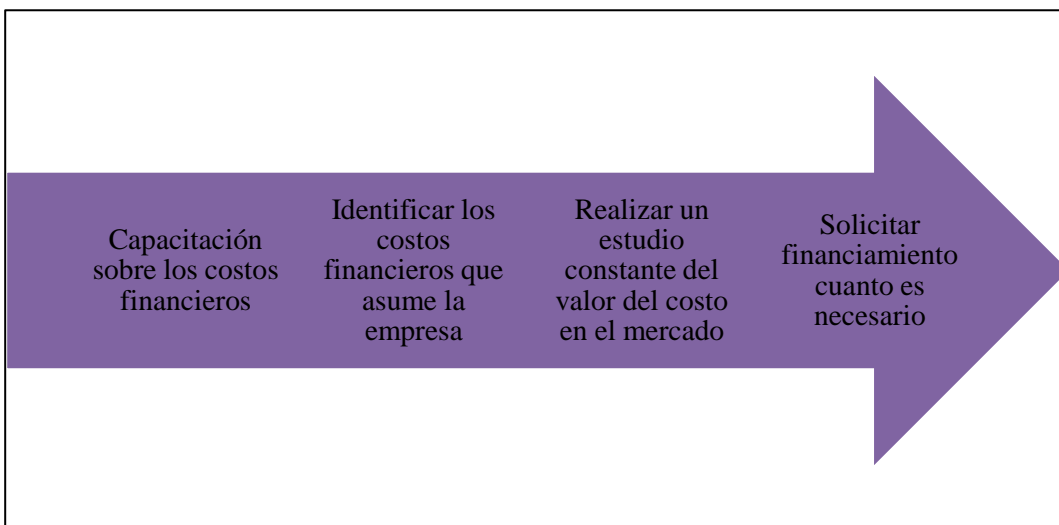 Capacitación
sobre los costos
financieros
Identificar los
costos
financieros que
asume la
empresa
Realizar un
estudio
constante del
valor del costo
en el mercado
Solicitar
financiamiento
cuanto es
necesario